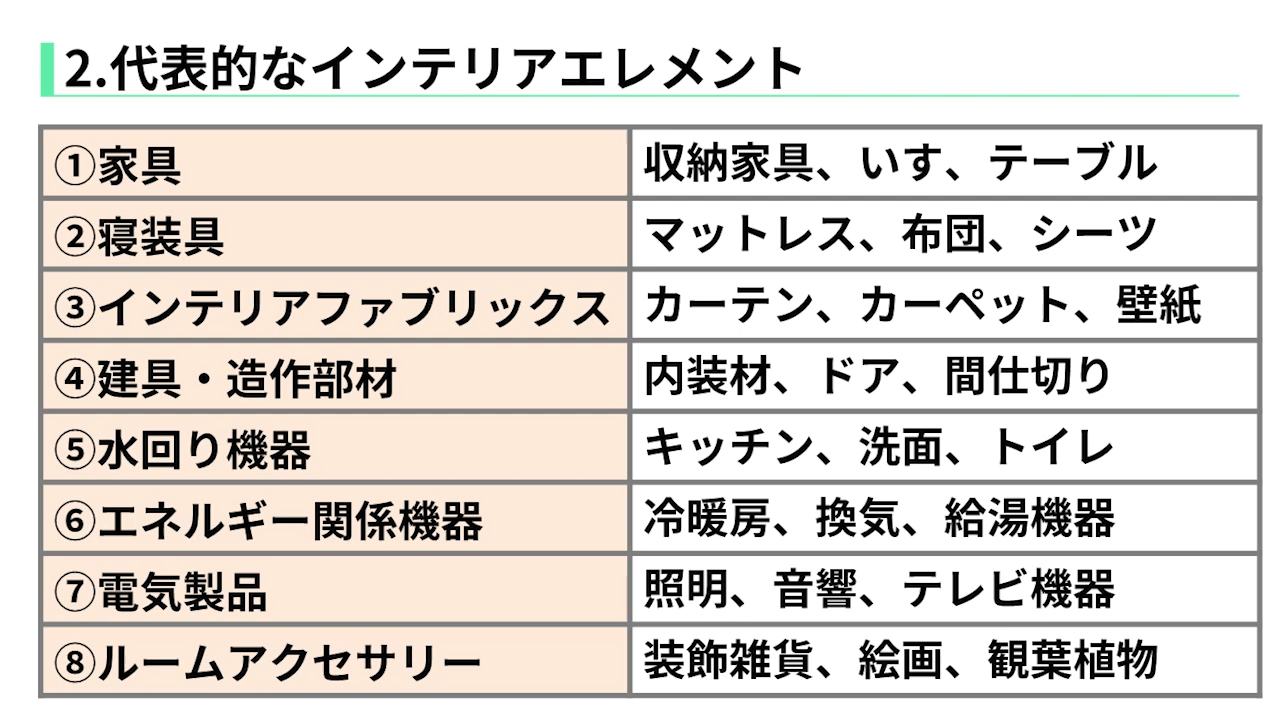 2.代表的なインテリアエレメント
①家具
収納家具、いす、テーブル
②寝装具
マットレス、布団、シーツ
③インテリアファブリックス
カーテン、カーペット、壁紙
④建具・造作部材
内装材、ドア、間仕切り
⑤水回り機器
キッチン、洗面、トイレ
⑥エネルギー関係機器
冷暖房、換気、給湯機器
⑦電気製品
照明、音響、テレビ機器
⑧ルームアクセサリー
装飾雑貨、絵画、観葉植物